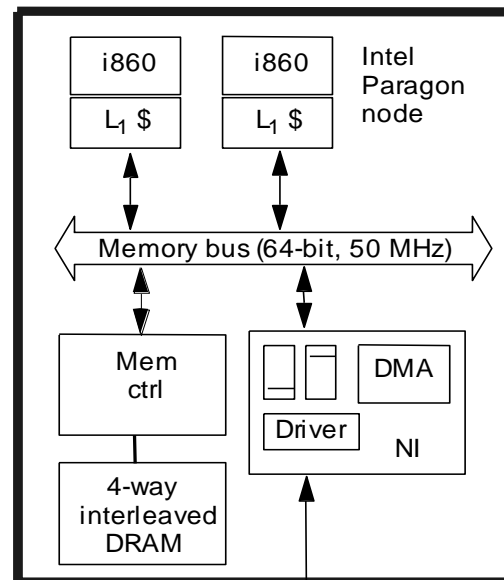 i860
i860
Intel
Paragon
node
L1 $
L1 $
Memory bus (64-bit, 50 MHz)
Mem
ctrl
DMA
Driver
NI
4-way
interleaved
DRAM